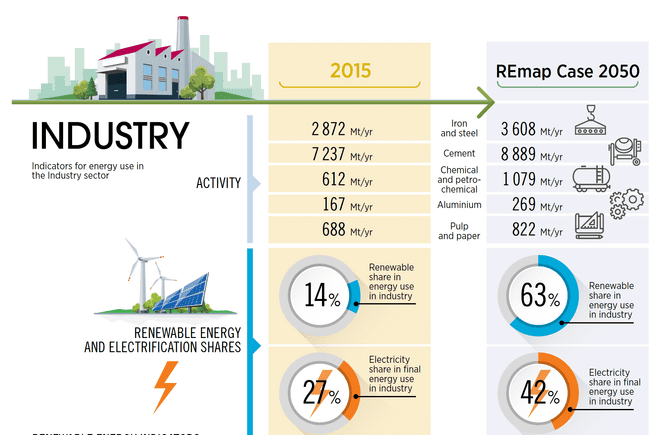 2015
REmap Case 2050
INDUSTRY
Indicators for energy use in
the Industry sector
ACTIVITY
2 872 Mt/yr
Iron
and steel
3 608 Mt/yr
7 237 Mt/yr
Cement
8 889 Mt/yr
612 Mt/yr
Chemical
and petro-
chemical
1 079 Mt/yr
167 Mt/yr
Aluminium
269 Mt/yr
688 Mt/yr
Pulp
and paper
822 Mt/yr
RENEWABLE ENERGY
AND ELECTRIFICATION SHARES
14%
Renewable
share in
energy use
in industry
63%
Renewable
share in
energy use
in industry
27%
Electricity
share in final
energy use
in industry
42%
Electricity
share in final
energy use
in industry